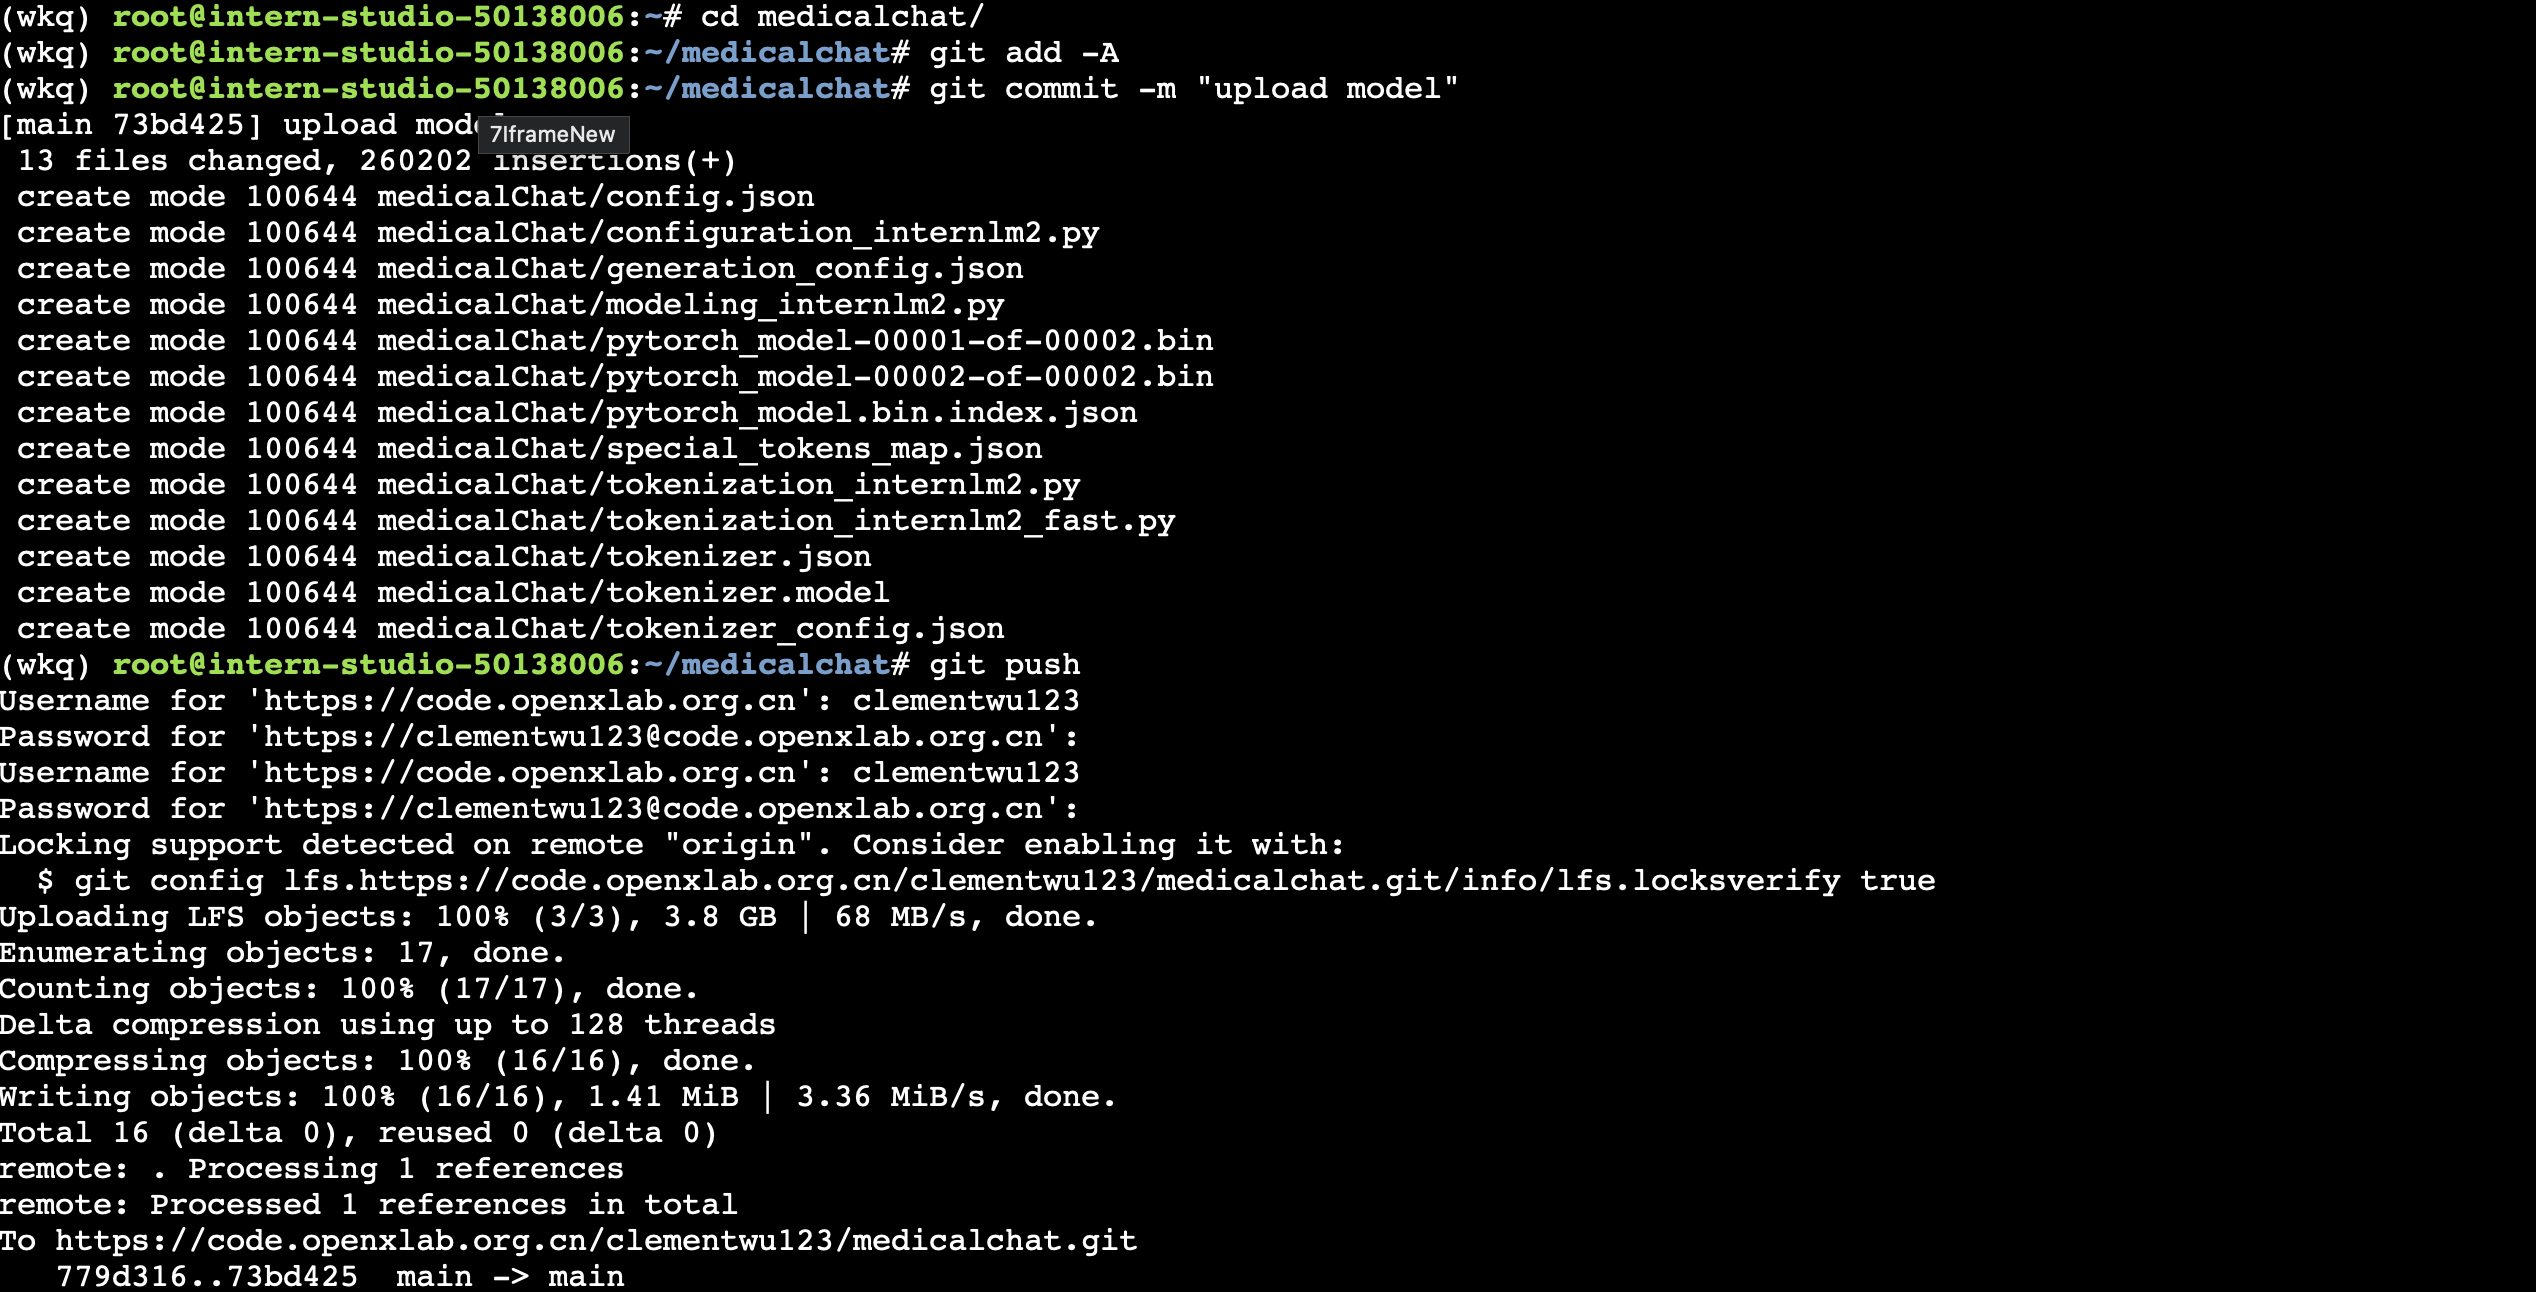 (wkq) root@intern-studio-50138006:~# cd medicalchat/
(wkq) root@intern-studio-50138006:~/medicalchat# git add -A
(wkq) root@intern-studio-50138006:~/medicalchat# git commit -m "upload model"
[main 73bd425] upload model
7IframeNew
 13 files changed, 260202 insertions(+)
 create mode 100644 medicalChat/config.json
 create mode 100644 medicalChat/configuration_internlm2.py
 create mode 100644 medicalChat/generation_config.json
 create mode 100644 medicalChat/modeling_internlm2.py
 create mode 100644 medicalChat/pytorch_model-00001-of-00002.bin
 create mode 100644 medicalChat/pytorch_model-00002-of-00002.bin
 create mode 100644 medicalChat/pytorch_model.bin.index.json
 create mode 100644 medicalChat/special_tokens_map.json
 create mode 100644 medicalChat/tokenization_internlm2.py
 create mode 100644 medicalChat/tokenization_internlm2_fast.py
 create mode 100644 medicalChat/tokenizer.json
 create mode 100644 medicalChat/tokenizer.model
 create mode 100644 medicalChat/tokenizer_config.json
(wkq) root@intern-studio-50138006:~/medicalchat# git push
Username for 'https://code.openxlab.org.cn': clementwu123
Password for 'https://clementwu123@code.openxlab.org.cn':
Username for 'https://code.openxlab.org.cn': clementwu123
Password for 'https://clementwu123@code.openxlab.org.cn':
Locking support detected on remote "origin". Consider enabling it with:
  $ git config lfs.https://code.openxlab.org.cn/clementwu123/medicalchat.git/info/lfs.locksverify true
Uploading LFS objects: 100% (3/3), 3.8 GB | 68 MB/s, done.
Enumerating objects: 17, done.
Counting objects: 100% (17/17), done.
Delta compression using up to 128 threads
Compressing objects: 100% (16/16), done.
Writing objects: 100% (16/16), 1.41 MiB | 3.36 MiB/s, done.
Total 16 (delta 0), reused 0 (delta 0)
remote: . Processing 1 references
remote: Processed 1 references in total
To https://code.openxlab.org.cn/clementwu123/medicalchat.git
   779d316..73bd425  main -> main